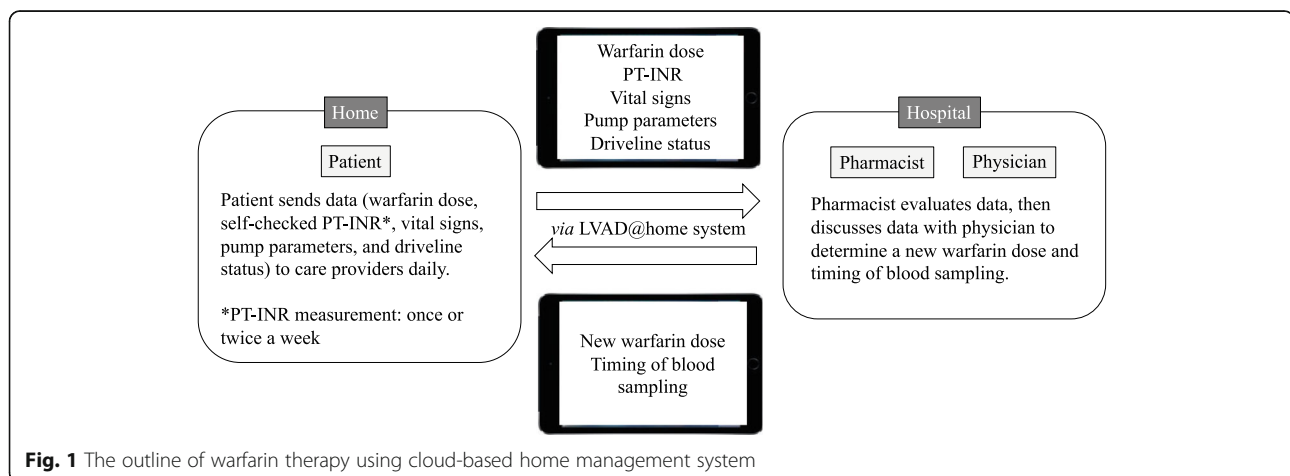 Home
Patient
Patient sends data (warfarin dose,
self-checked PT-INR*, vital signs,
pump parameters, and driveline
status) to care providers daily.
*PT-INR measurement: once or
twice a week
Warfarin dose
PT-INR
Vital signs
Pump parameters
Driveline status
via LVAD@home system
New warfarin dose
Timing of blood
sampling
Hospital
Pharmacist
Physician
Pharmacist evaluates data, then
discusses data with physician to
determine a new warfarin dose and
timing of blood sampling.
Fig. 1 The outline of warfarin therapy using cloud-based home management system